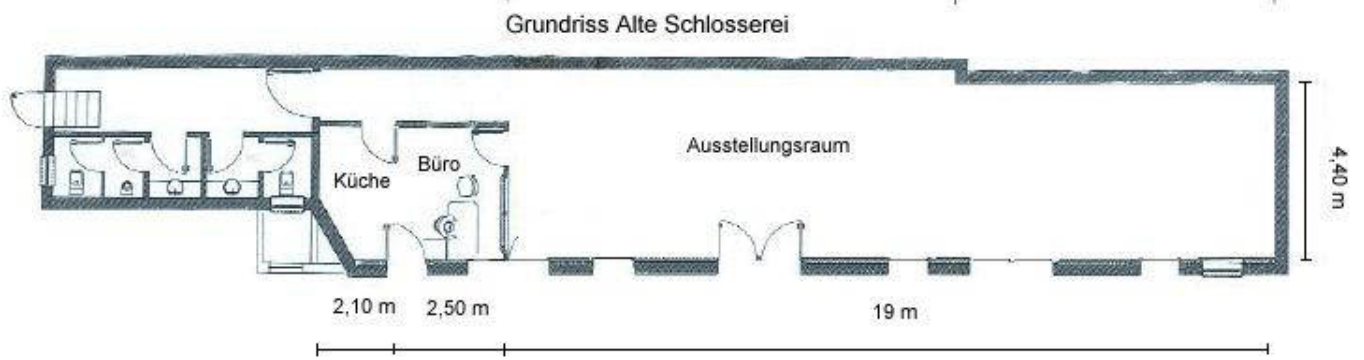 Grundriss Alte Schlosserei
Ausstellungsraum
Büro
Küche
4,40 m
2,10 m
2,50 m
19 m